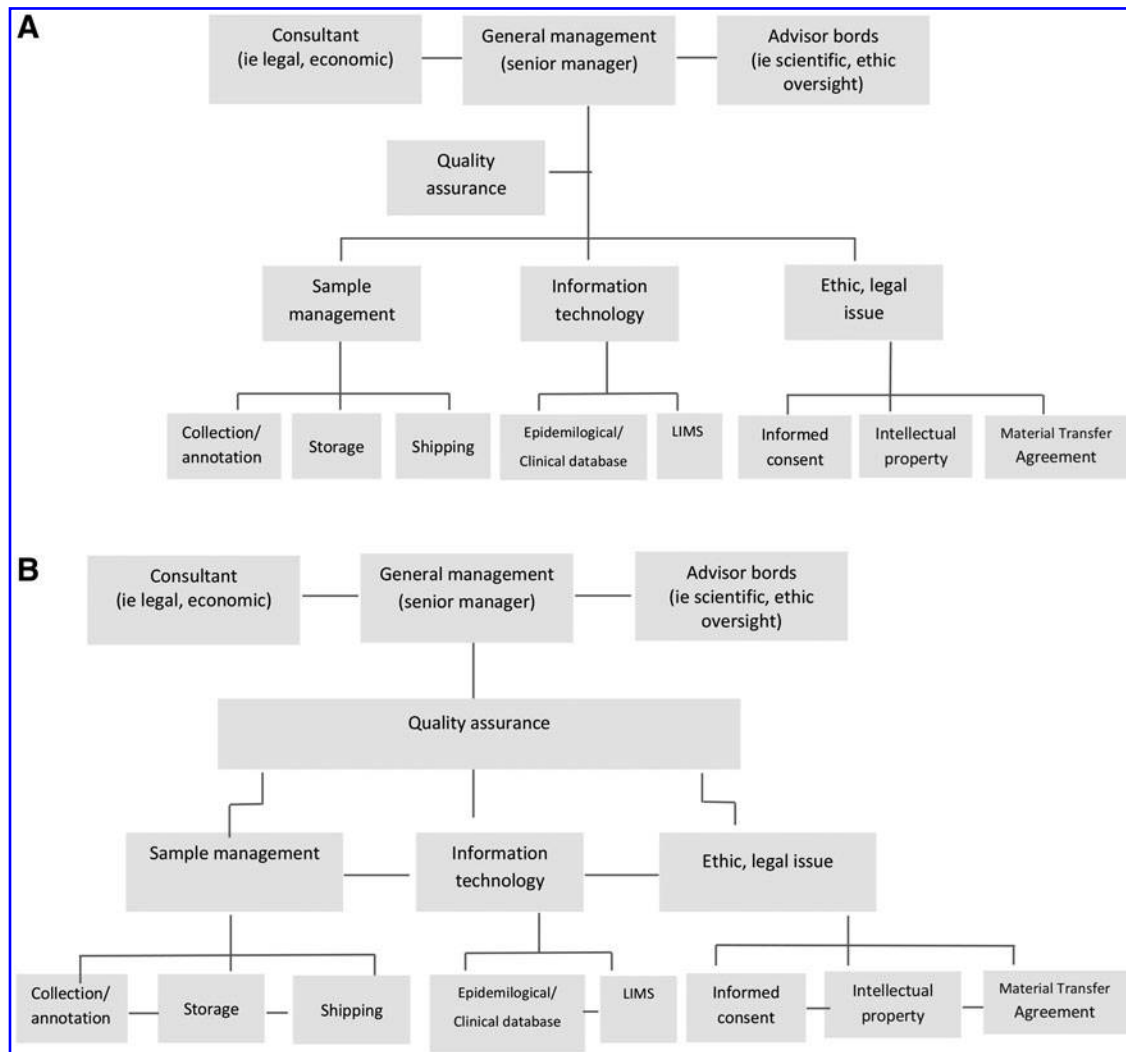 A
Consultant
(ie legal, economic)
General management
(senior manager)
Advisor bords
(ie scientific, ethic
oversight)
Quality
assurance
Sample
management
Information
technology
Ethic, legal
issue
Collection/
annotation
Storage
Shipping
Epidemilogical/
Clinical database
LIMS
Informed
consent
Intellectual
property
Material Transfer
Agreement
B
Consultant
(ie legal, economic)
General management
(senior manager)
Advisor bords
(ie scientific, ethic
oversight)
Quality assurance
Sample management
Information
technology
Ethic, legal issue
Collection/
annotation
Storage
Shipping
Epidemilogical/
Clinical database
LIMS
Informed
consent
Intellectual
property
Material Transfer
Agreement